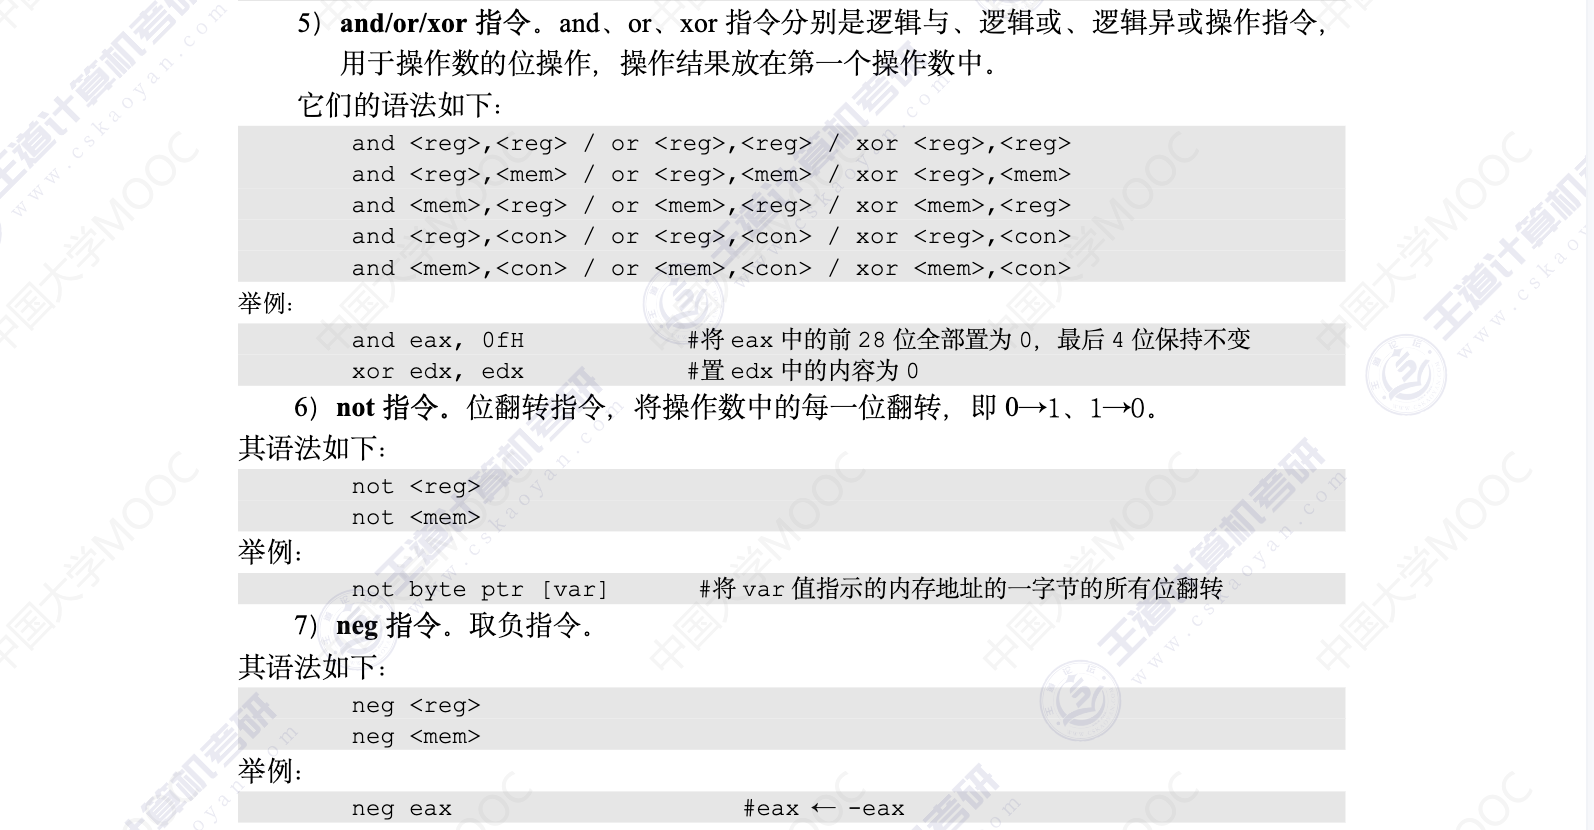 5）and/or/xor 指令。and、or、xor 指令分别是逻辑与、逻辑或、逻辑异或操作指令，
用于操作数的位操作，操作结果放在第一个操作数中。
它们的语法如下：
and <reg>,<reg> / or <reg>,<reg> / xor <reg>,<reg>
and <reg>,<mem> / or <reg>,<mem> / xor <reg>,<mem>
and <mem>,<reg> / or <mem>,<reg> / xor <mem>,<reg>
and <reg>,<con> / or <reg>,<con> / xor <reg>,<con>
and <mem>,<con> / or <mem>,<con> / xor <mem>,<con>
举例：
and eax, 0fH #将 eax 中的前 28 位全部置为 0，最后 4 位保持不变
xor edx, edx #置 edx 中的内容为 0
6）not 指令。位翻转指令，将操作数中的每一位翻转，即 0→1、1→0。
其语法如下：
not <reg>
not <mem>
举例：
not byte ptr [var] #将 var 值指示的内存地址的一字节的所有位翻转
7）neg 指令。取负指令。
其语法如下：
neg <reg>
neg <mem>
举例：
neg eax #eax ← -eax
王道计算机考研
www.cskaoyan.com
中国大学MOOC